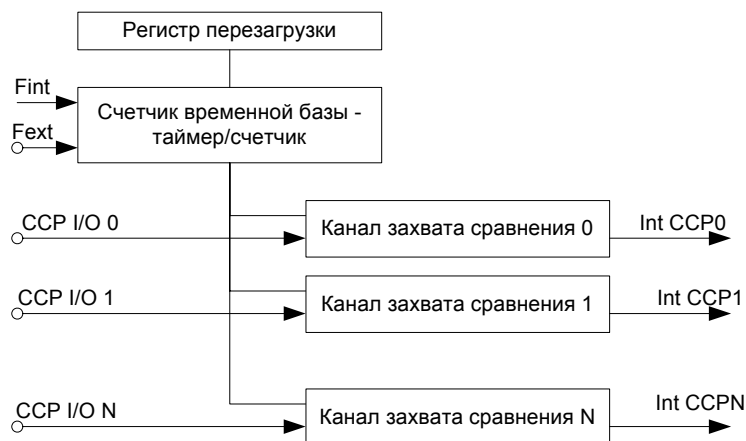 Регистр перезагрузки
Fint
Счетчик временной базы -
таймер/счетчик
Fext
CCP I/O 0
Канал захвата сравнения 0
Int CCP0
CCP I/O 1
Канал захвата сравнения 1
Int CCP1
CCP I/O N
Канал захвата сравнения N
Int CCPN